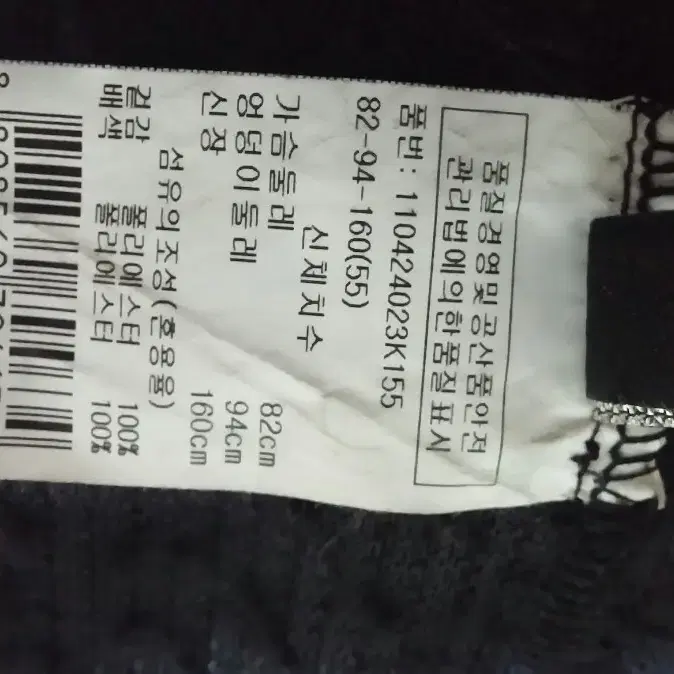 품질경영및공산품안전
관리법에의한품질표시
품번: 110424023K155
82-94-160(55)
신체치수
가슴둘레 82cm
엉덩이둘레 94cm
신장 160cm
섬유의조성(혼용율)
겉감 폴리에스터 100%
배색 폴리에스터 100%